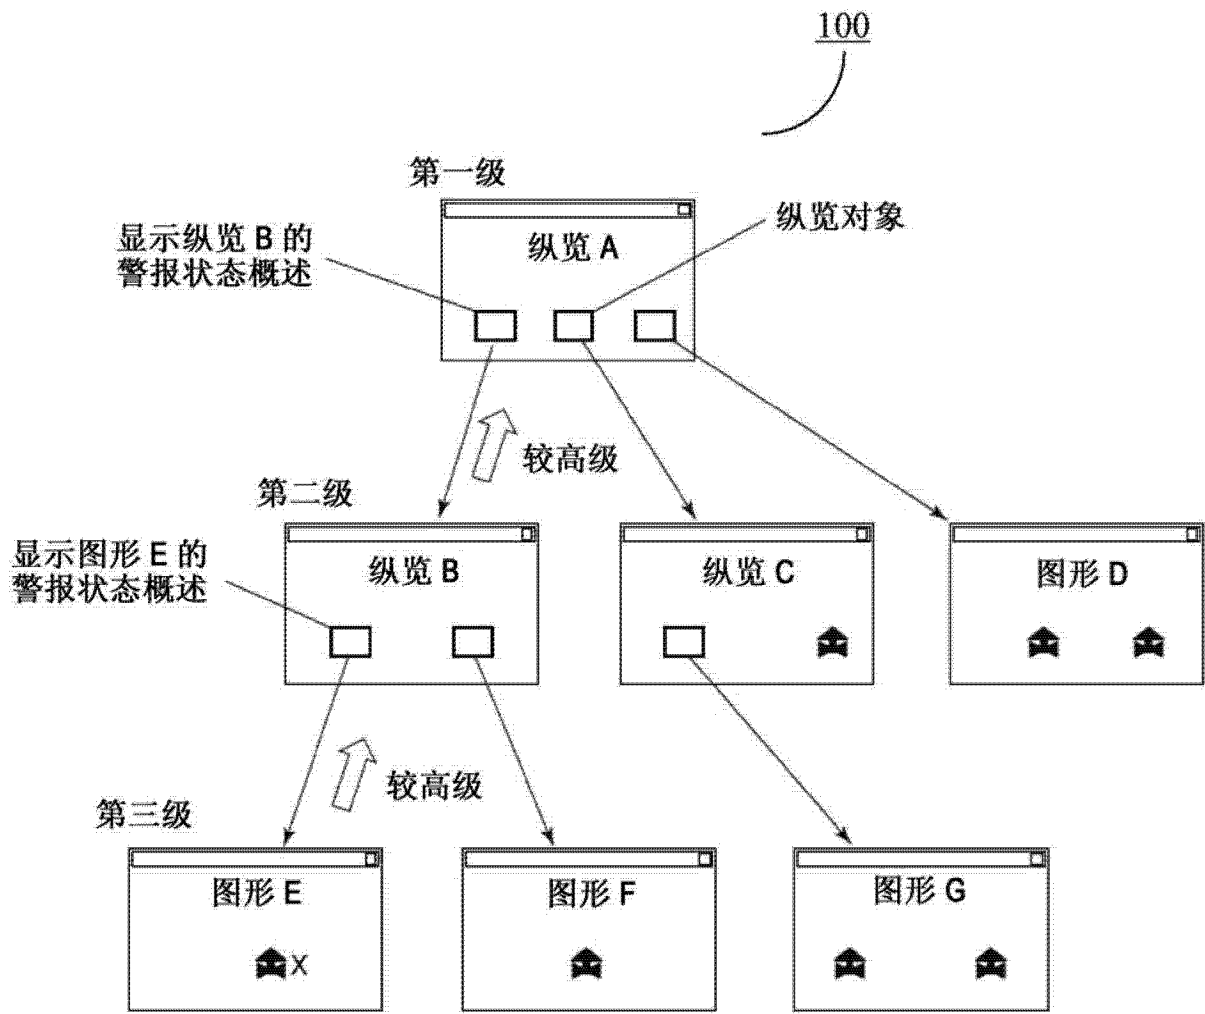 100
第一级
显示纵览 B 的
警报状态概述
纵览 A
纵览对象
较高级
第二级
显示图形 E 的
警报状态概述
纵览 B
纵览 C
图形 D
较高级
第三级
图形 E
图形 F
图形 G
X